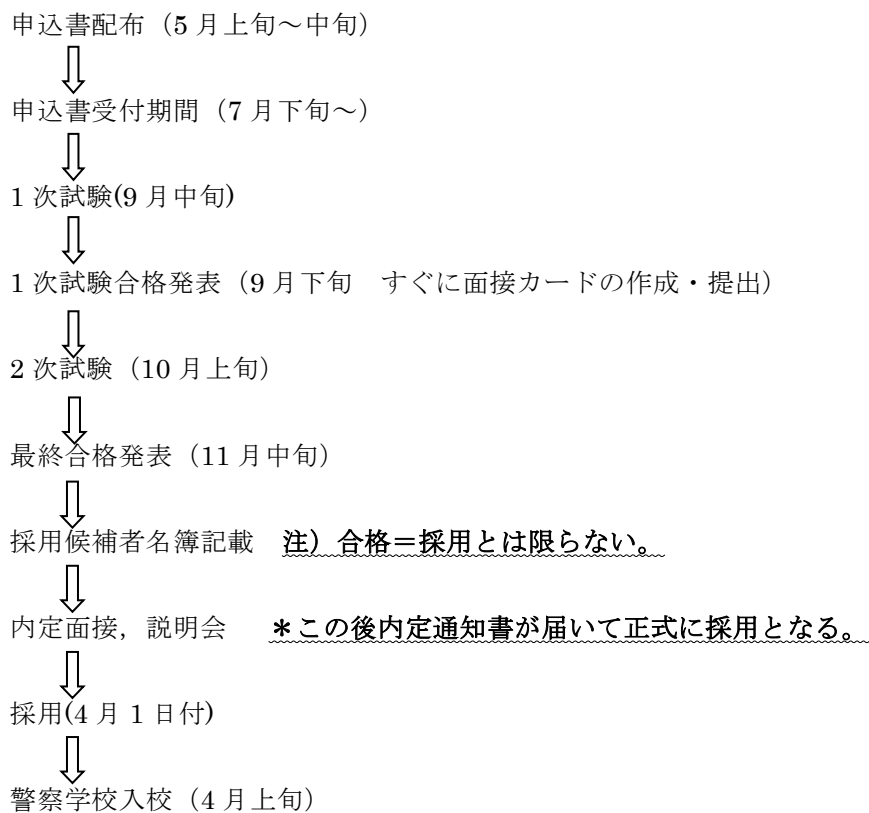 申込書配布（5 月上旬～中旬）
申込書受付期間（7 月下旬～）
1 次試験(9 月中旬)
1 次試験合格発表（9 月下旬　すぐに面接カードの作成・提出）
2 次試験（10 月上旬）
最終合格発表（11 月中旬）
採用候補者名簿記載　注）合格＝採用とは限らない。
内定面接，説明会　＊この後内定通知書が届いて正式に採用となる。
採用(4 月 1 日付)
警察学校入校（4 月上旬）